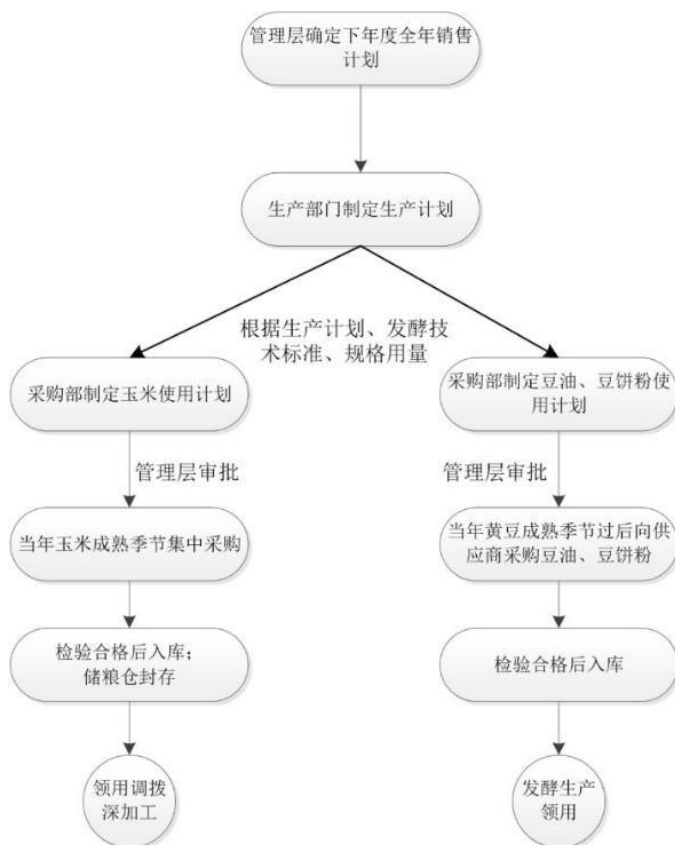 管理层确定下年度全年销售
计划
生产部门制定生产计划
根据生产计划、发酵技
术标准、规格用量
采购部制定玉米使用计划
采购部制定豆油、豆饼粉使
用计划
管理层审批
管理层审批
当年玉米成熟季节集中采购
当年黄豆成熟季节过后向供
应商采购豆油、豆饼粉
检验合格后入库；
储粮仓封存
检验合格后入库
领用调拨
深加工
发酵生产
领用